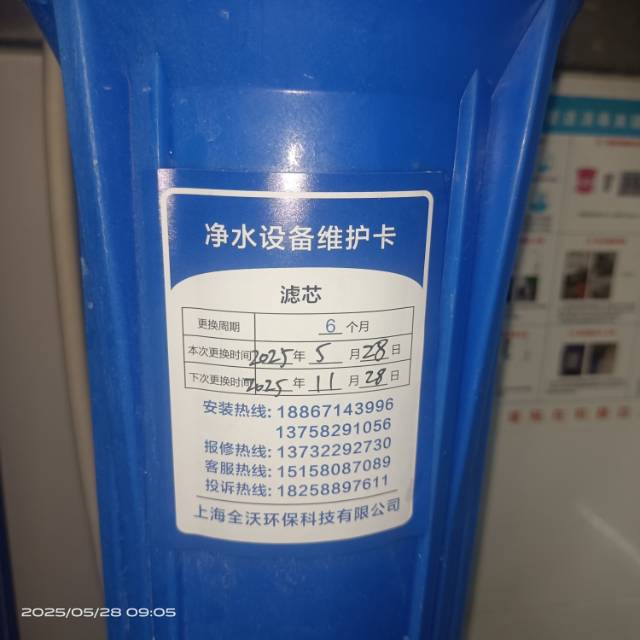 净水设备维护卡
滤芯
更换周期 6 个月
本次更换时间 2025 年 5 月 28 日
下次更换时间 2025 年 11 月 28 日
安装热线: 18867143996
13758291056
报修热线: 13732292730
客服热线: 15158087089
投诉热线: 18258897611
上海全沃环保科技有限公司
2025/05/28 09:05